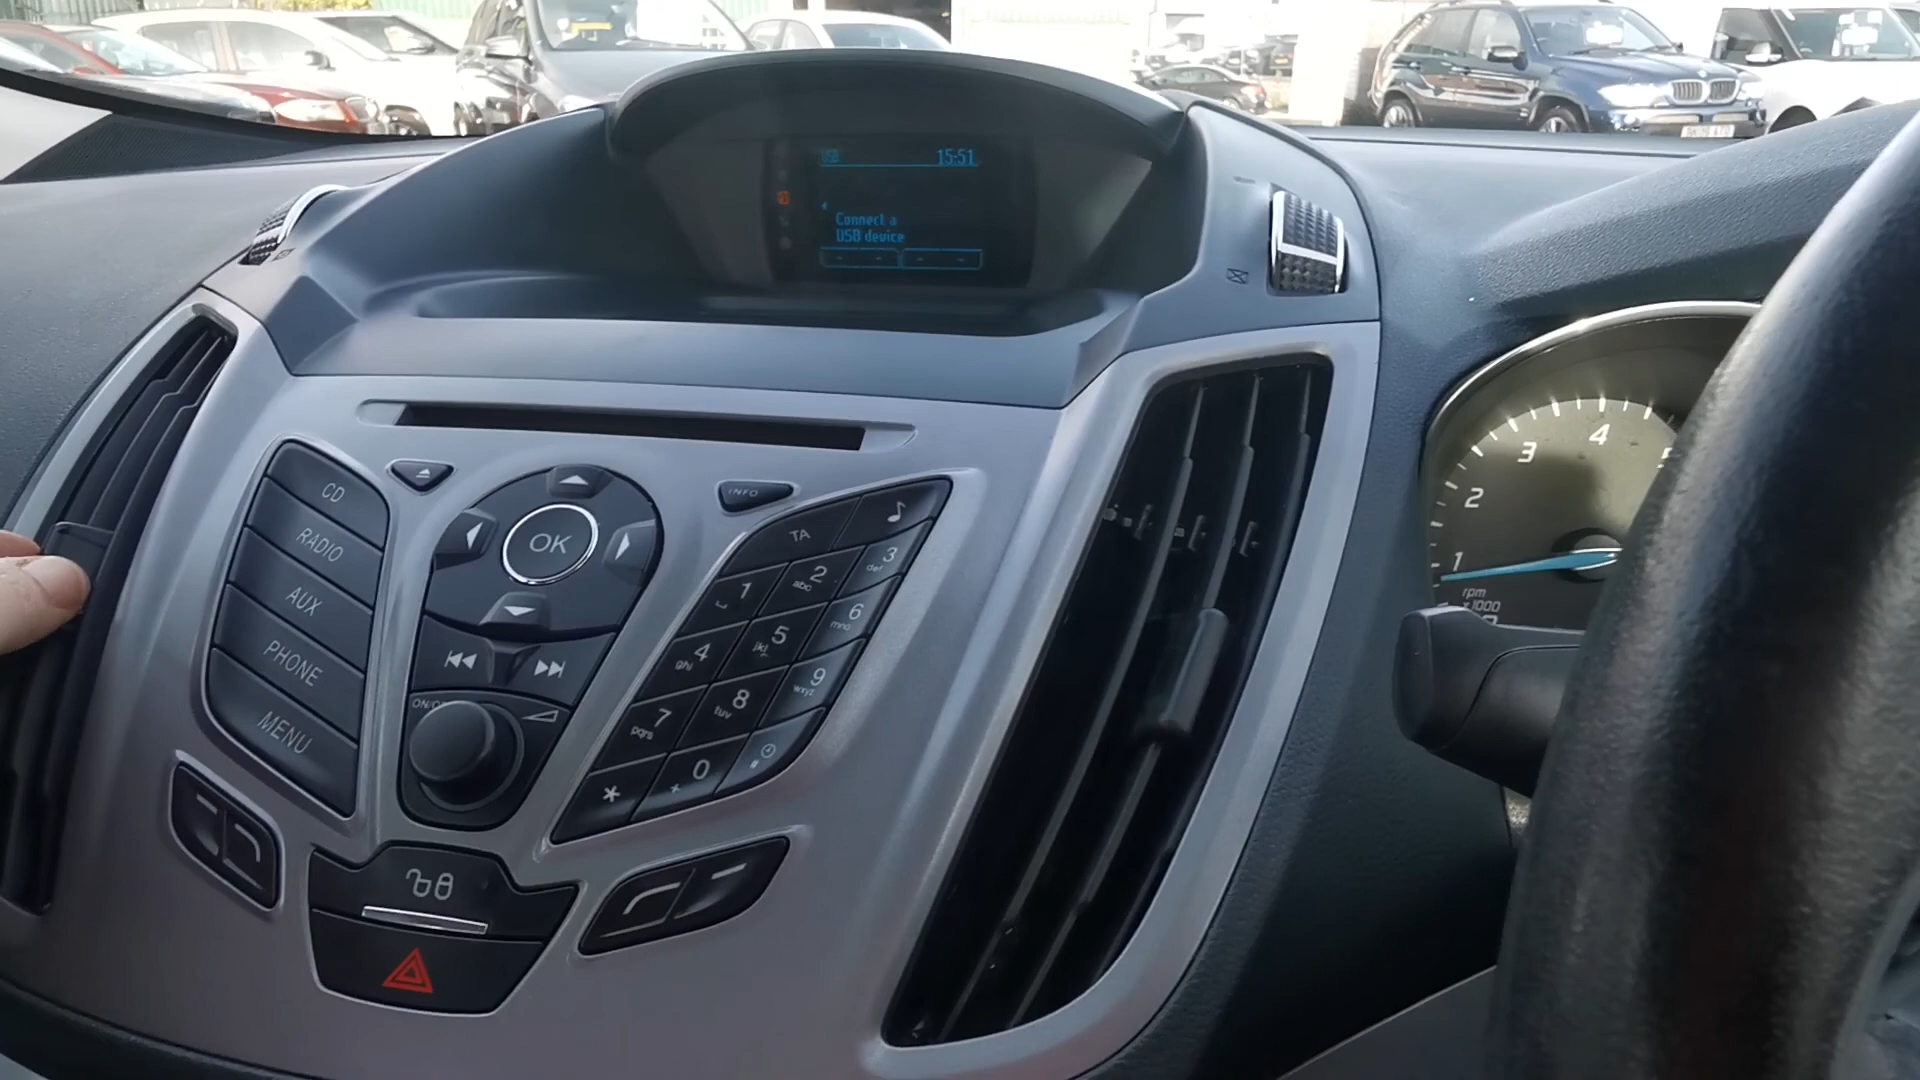 USB 15:51
Connect a
USB device
CD
RADIO
AUX
PHONE
MENU
OK
INFO
TA
1
2 abc
3 def
4 ghi
5 jkl
6 mno
7 pqrs
8 tuv
9 wxyz
*
0 +
#
1
2
3
4
rpm
x1000